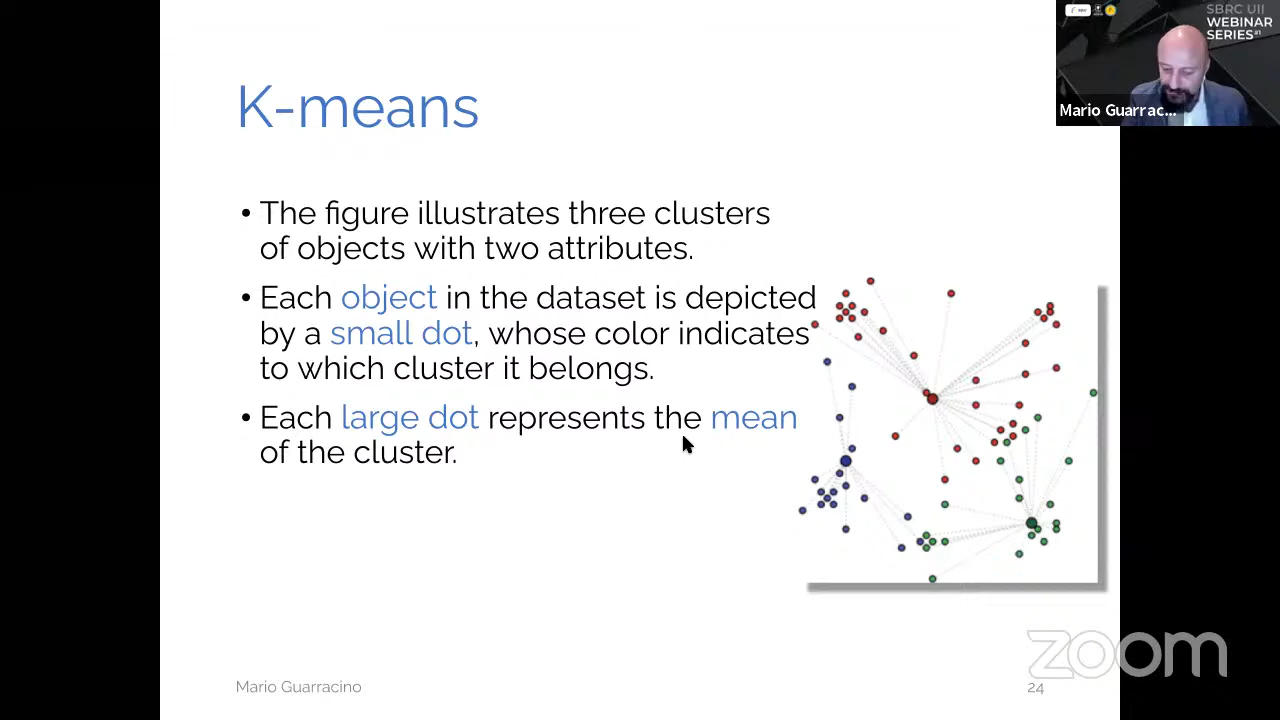 SBRC UII
WEBINAR
SERIES#1
Mario Guarrac...
K-means
• The figure illustrates three clusters
of objects with two attributes.
• Each object in the dataset is depicted
by a small dot, whose color indicates
to which cluster it belongs.
• Each large dot represents the mean
of the cluster.
zoom
Mario Guarracino
24